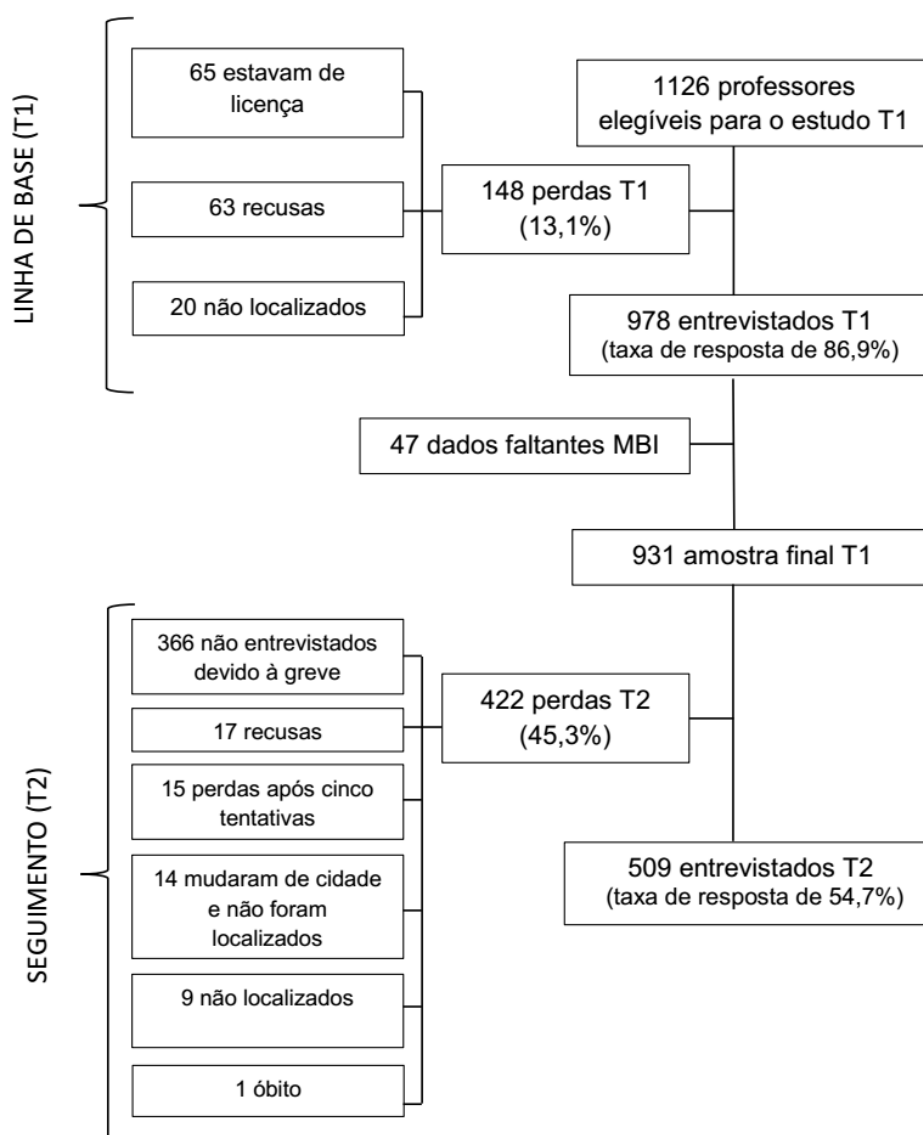 LINHA DE BASE (T1)
65 estavam de
licença
63 recusas
20 não localizados
148 perdas T1
(13,1%)
1126 professores
elegíveis para o estudo T1
978 entrevistados T1
(taxa de resposta de 86,9%)
47 dados faltantes MBI
931 amostra final T1
SEGUIMENTO (T2)
366 não entrevistados
devido à greve
17 recusas
15 perdas após cinco
tentativas
14 mudaram de cidade
e não foram
localizados
9 não localizados
1 óbito
422 perdas T2
(45,3%)
509 entrevistados T2
(taxa de resposta de 54,7%)